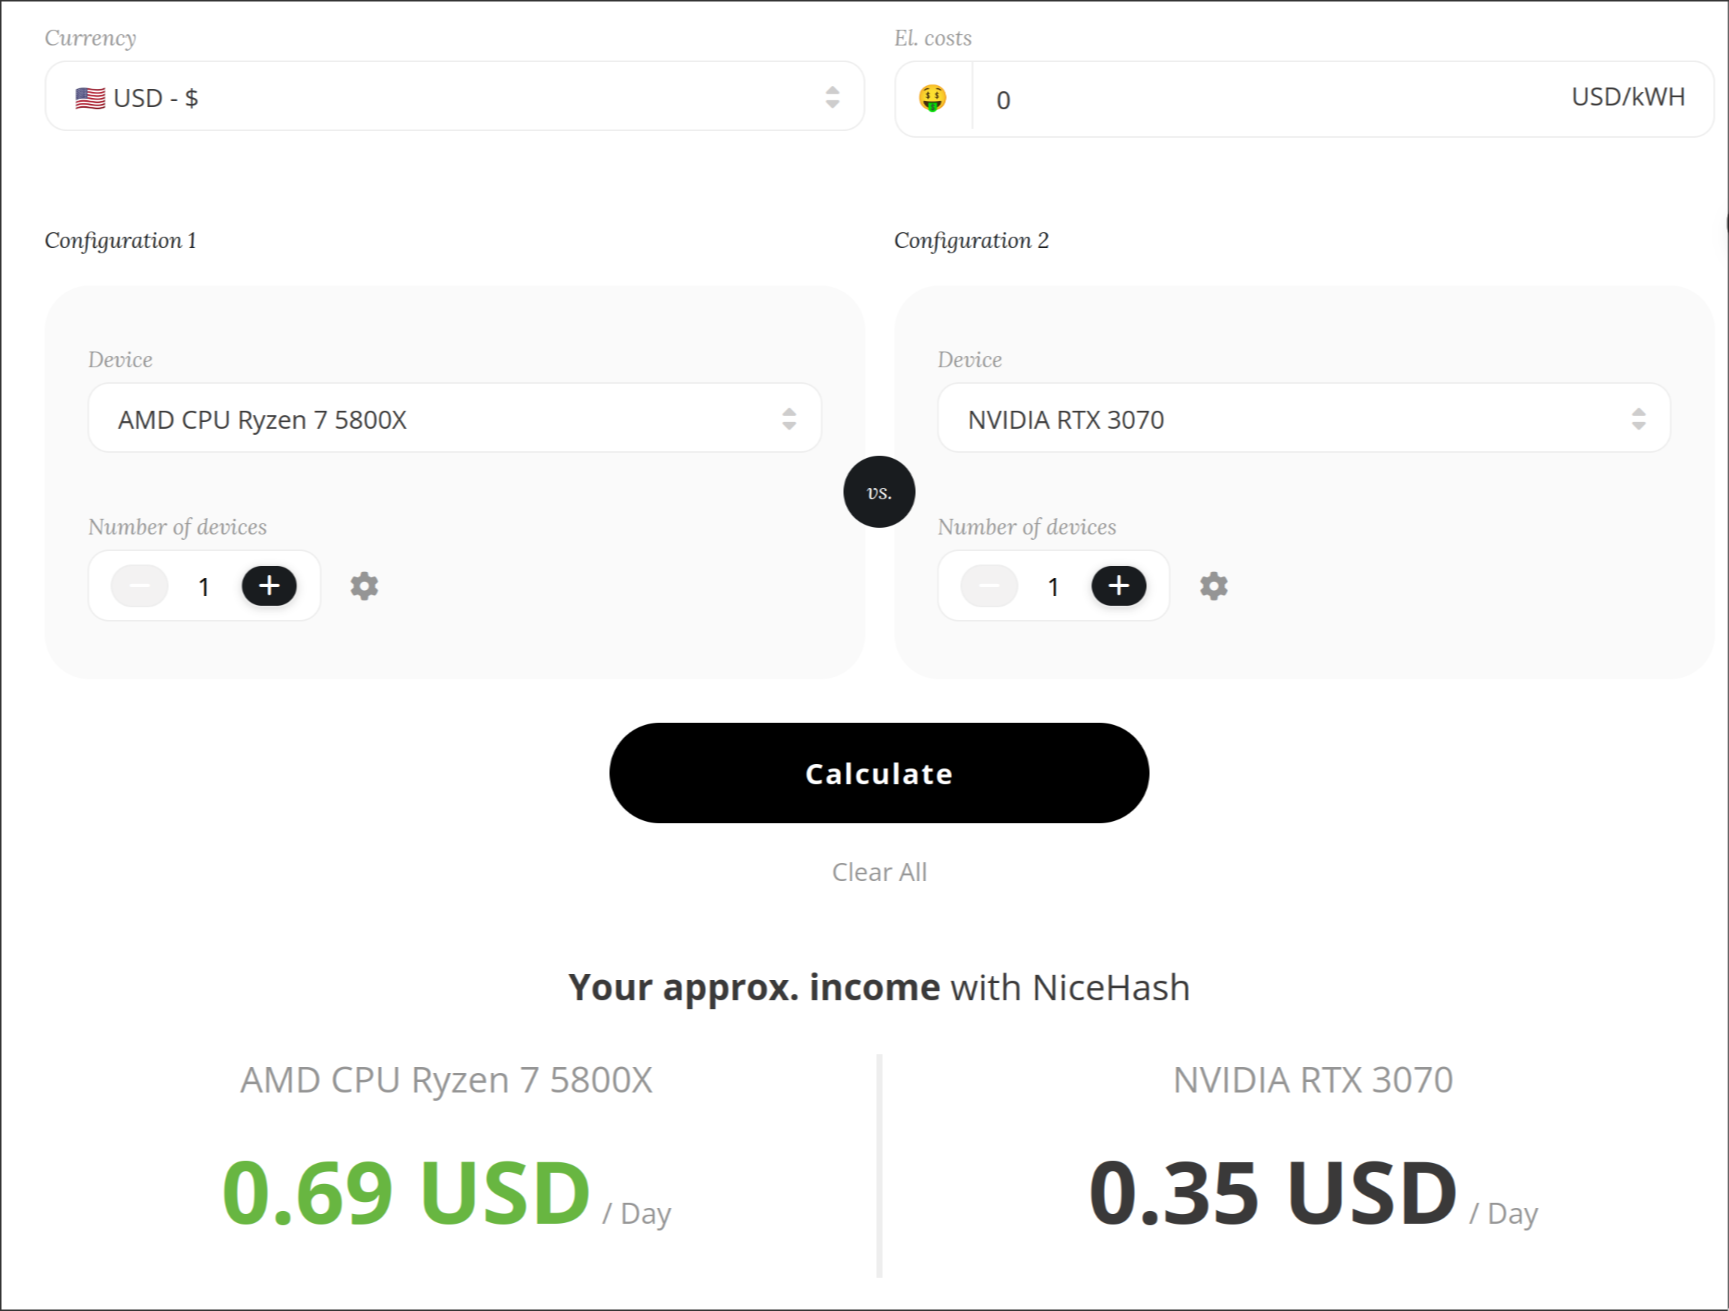 Currency
USD - $
El. costs
0
USD/kWH
Configuration 1
Configuration 2
Device
AMD CPU Ryzen 7 5800X
Number of devices
1
vs.
Device
NVIDIA RTX 3070
Number of devices
1
Calculate
Clear All
Your approx. income with NiceHash
AMD CPU Ryzen 7 5800X
0.69 USD / Day
NVIDIA RTX 3070
0.35 USD / Day